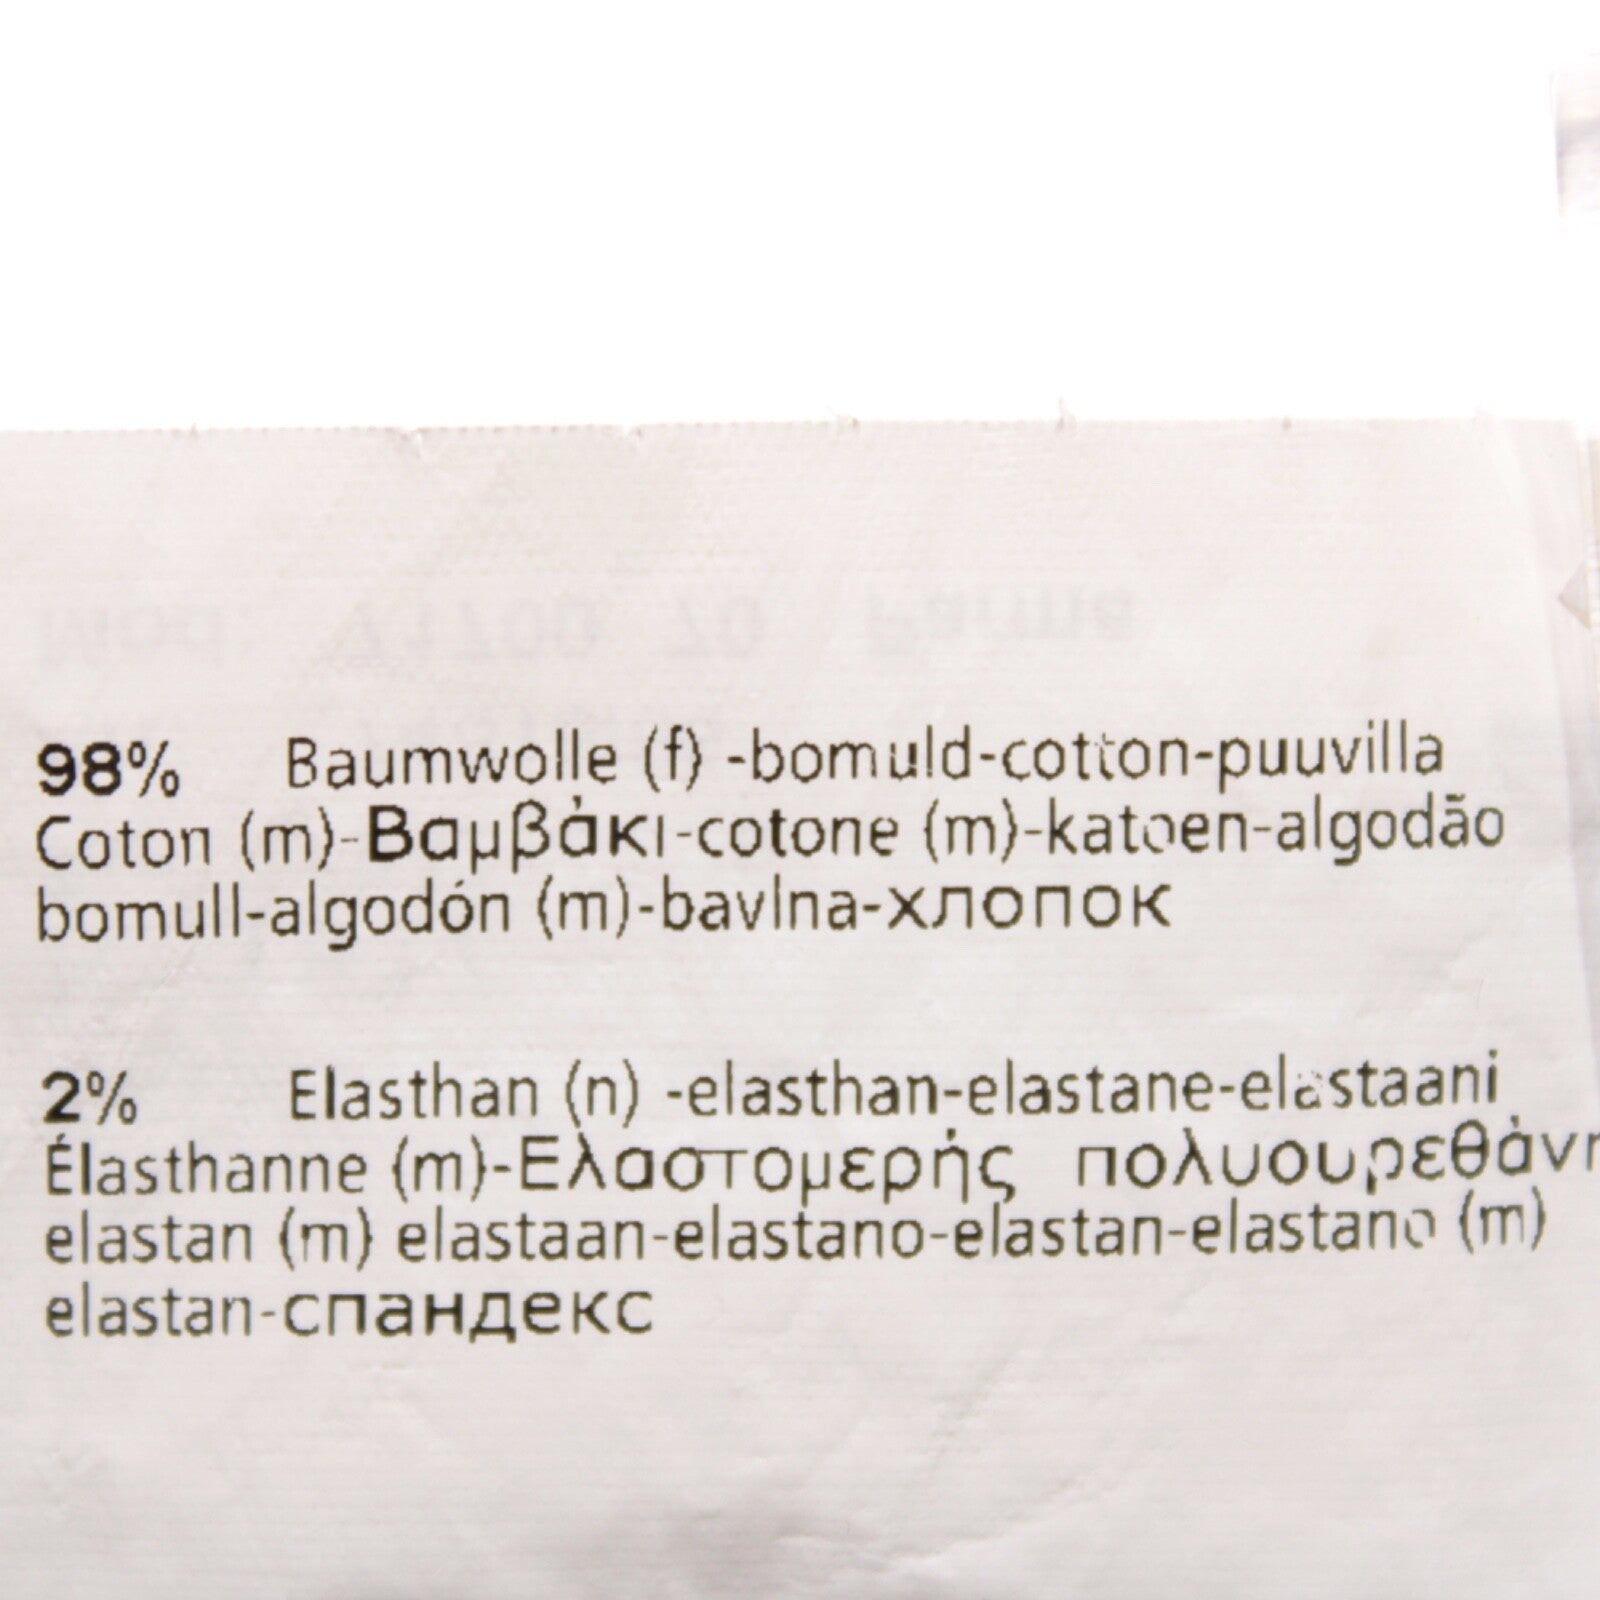 98% Baumwolle (f) -bomuld-cotton-puuvilla
Coton (m)-Βαμβάκι-cotone (m)-katoen-algodão
bomull-algodón (m)-bavlna-хлопок
2% Elasthan (n) -elasthan-elastane-elastaani
Élasthanne (m)-Ελαστομερής πολυουρεθάνη
elastan (m) elastaan-elastano-elastan-elastano (m)
elastan-спандекс